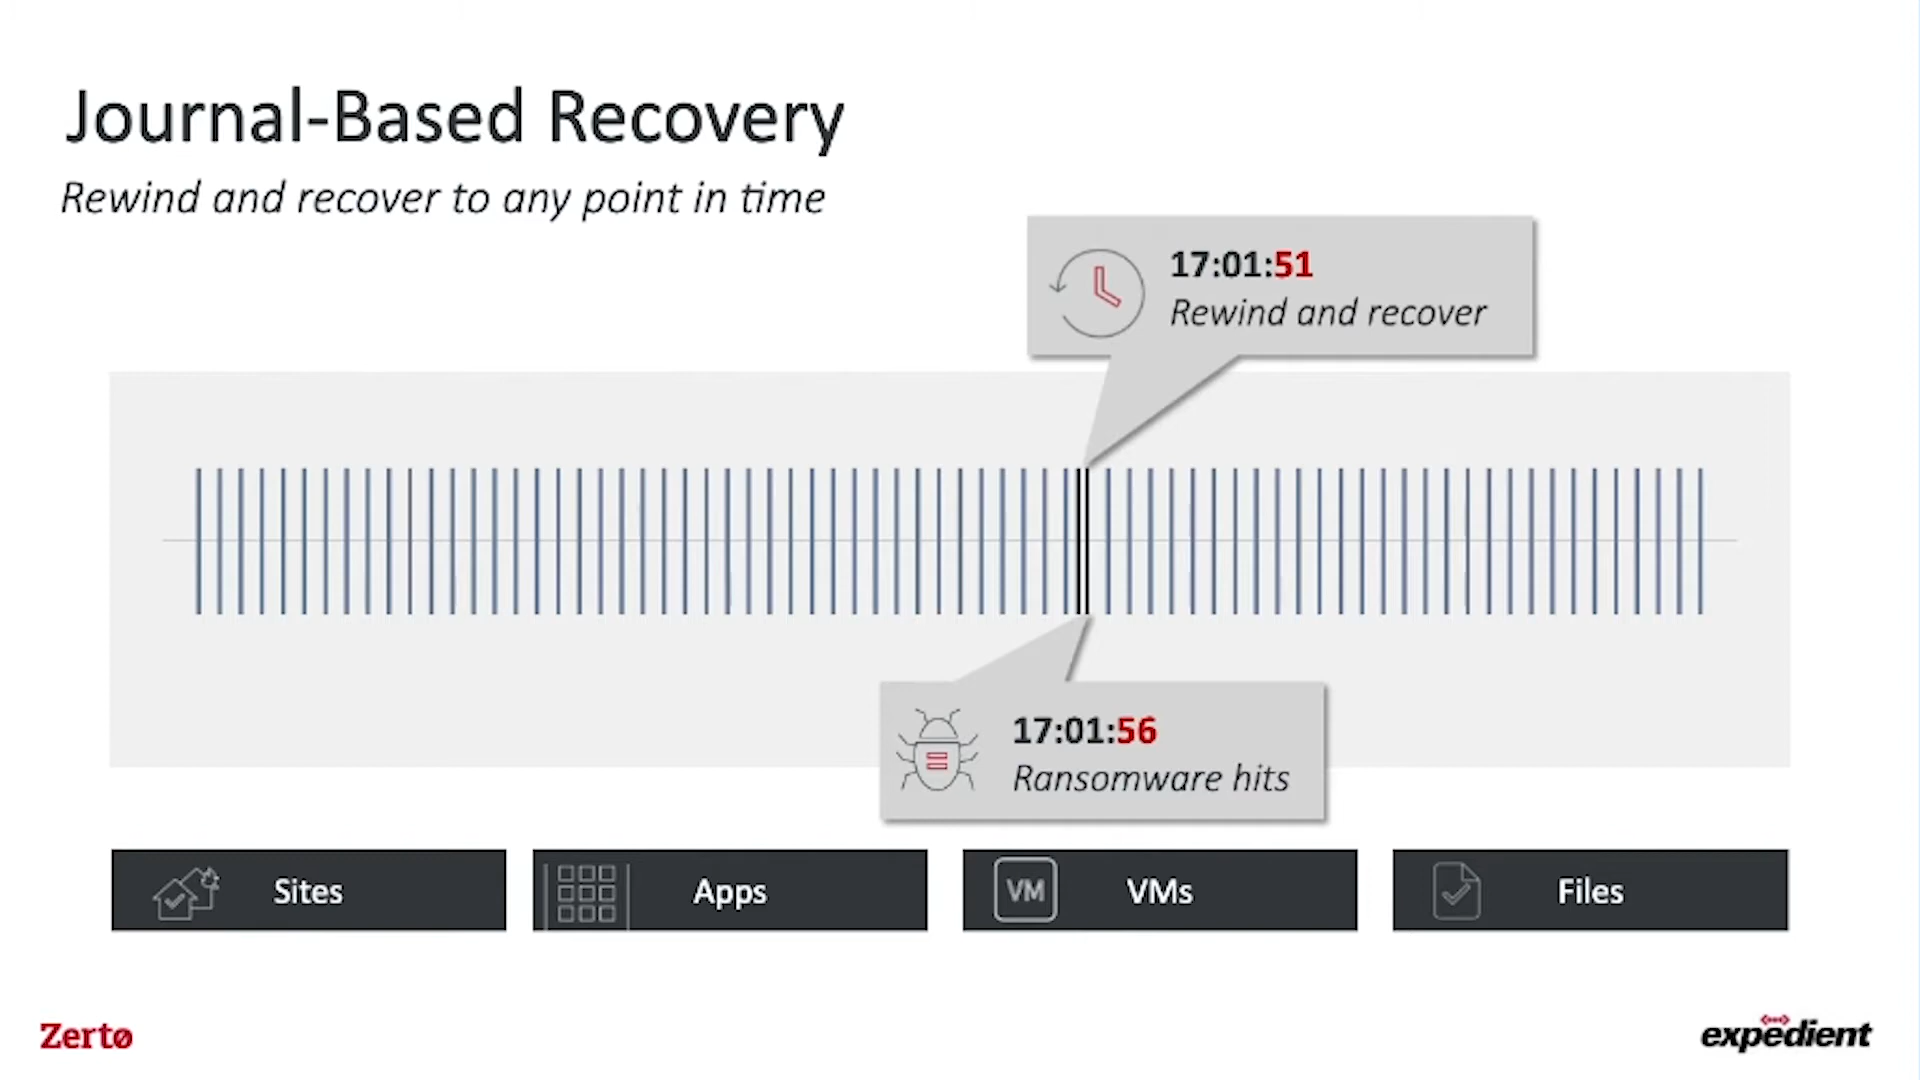 Journal-Based Recovery
Rewind and recover to any point in time
17:01:51
Rewind and recover
17:01:56
Ransomware hits
Sites
Apps
VM
VMs
Files
Zertø
expedient